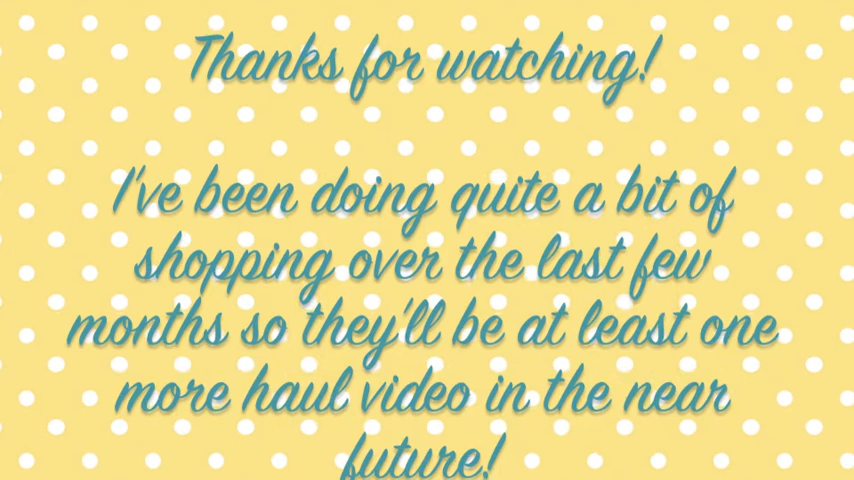 Thanks for watching!
I've been doing quite a bit of
shopping over the last few
months so they'll be at least one
more haul video in the near
future!